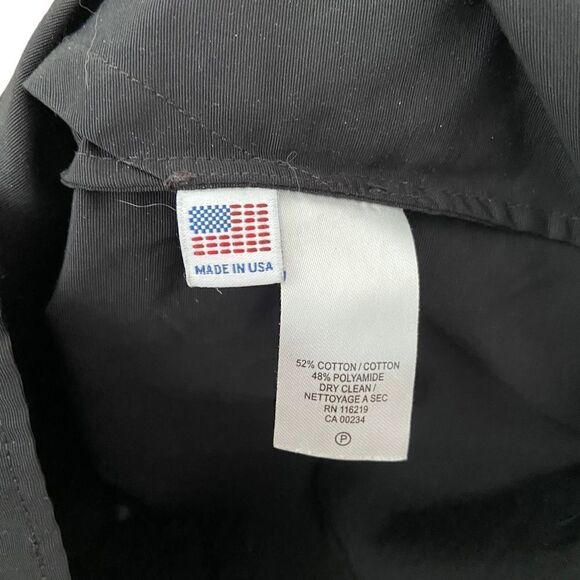 MADE IN USA
52% COTTON / COTTON
48% POLYAMIDE
DRY CLEAN /
NETTOYAGE A SEC
RN 116219
CA 00234
P